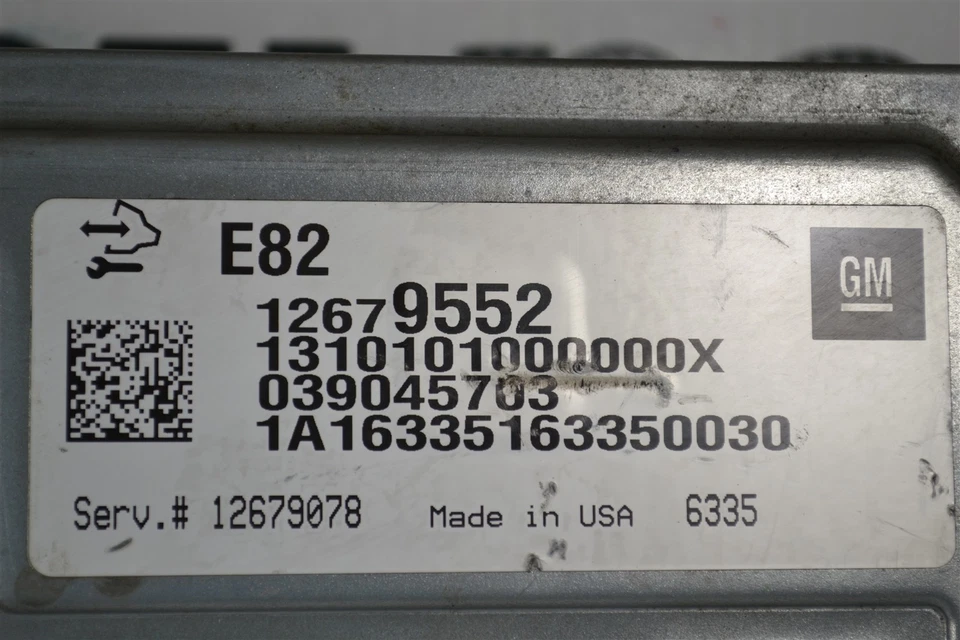 E82
GM
12679552
1310101000000X
039045703
1A16335163350030
Serv.# 12679078 Made in USA 6335